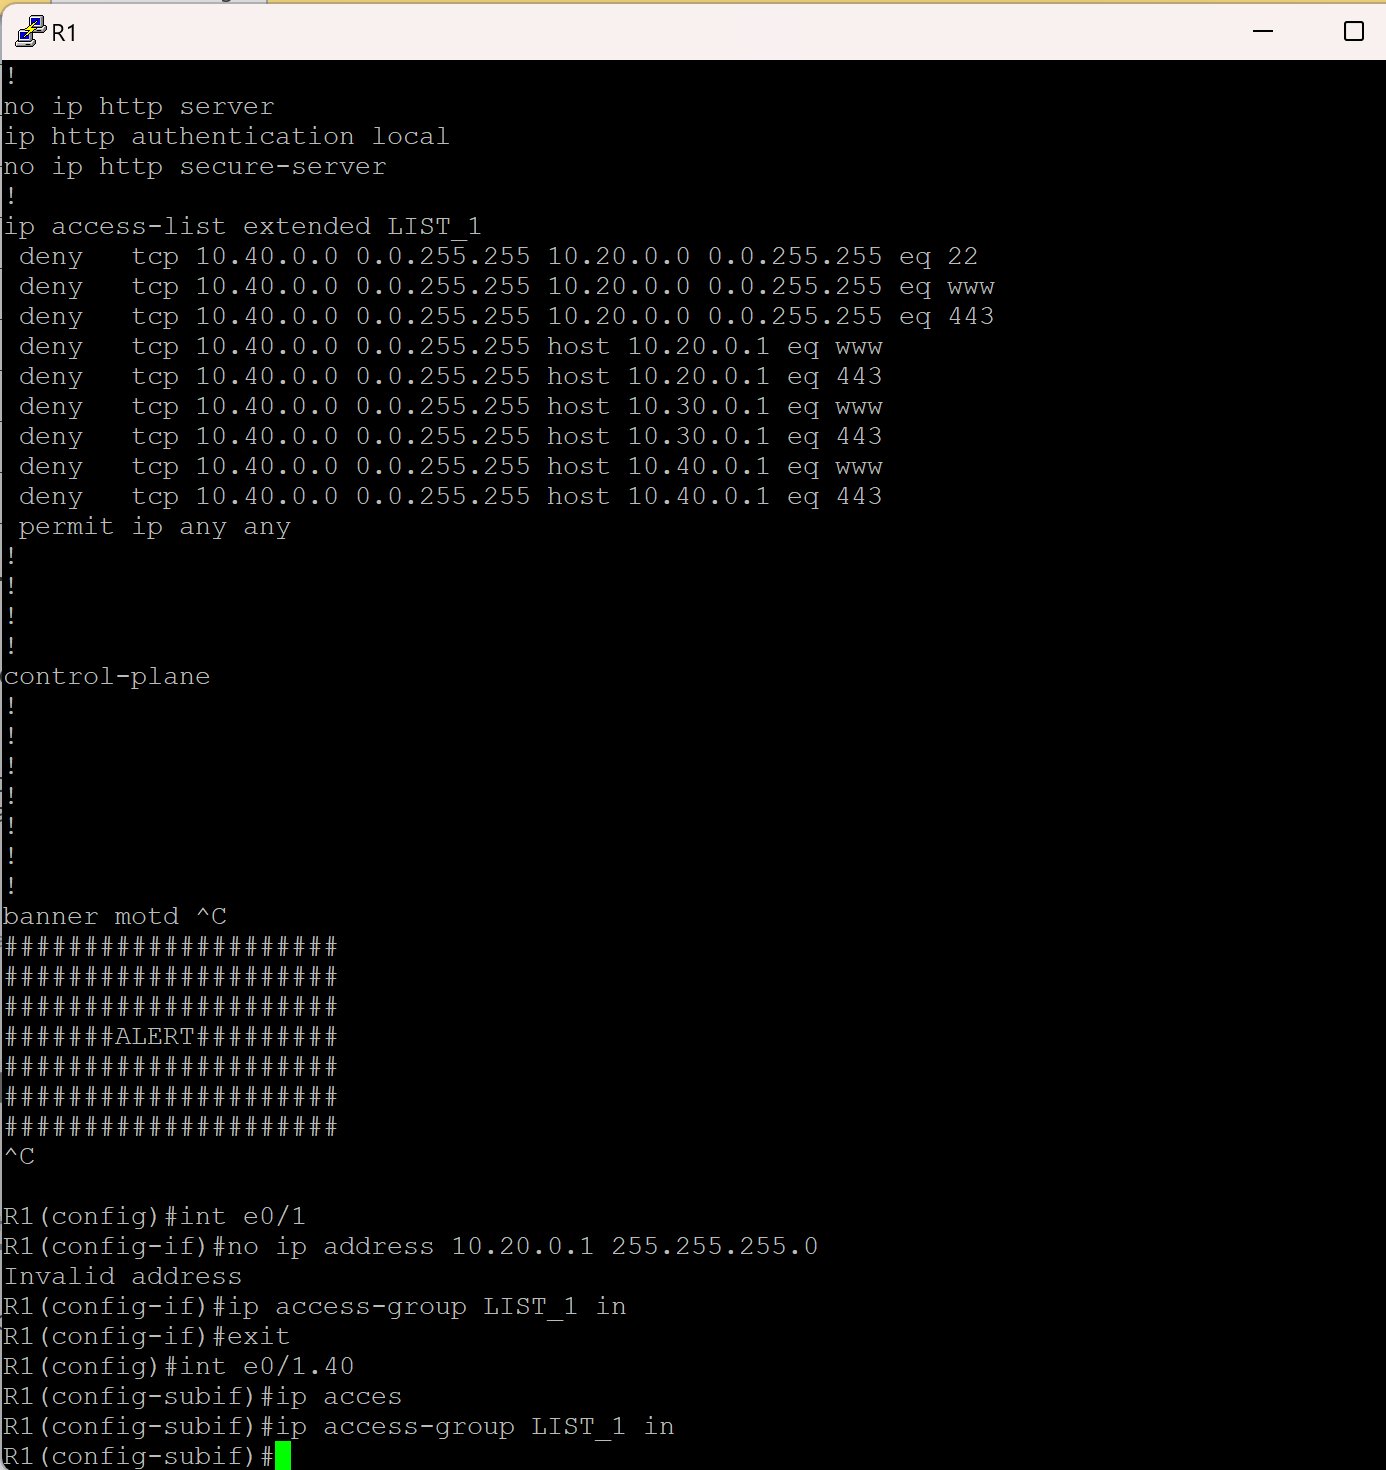 R1
!
no ip http server
ip http authentication local
no ip http secure-server
!
ip access-list extended LIST_1
 deny   tcp 10.40.0.0 0.0.255.255 10.20.0.0 0.0.255.255 eq 22
 deny   tcp 10.40.0.0 0.0.255.255 10.20.0.0 0.0.255.255 eq www
 deny   tcp 10.40.0.0 0.0.255.255 10.20.0.0 0.0.255.255 eq 443
 deny   tcp 10.40.0.0 0.0.255.255 host 10.20.0.1 eq www
 deny   tcp 10.40.0.0 0.0.255.255 host 10.20.0.1 eq 443
 deny   tcp 10.40.0.0 0.0.255.255 host 10.30.0.1 eq www
 deny   tcp 10.40.0.0 0.0.255.255 host 10.30.0.1 eq 443
 deny   tcp 10.40.0.0 0.0.255.255 host 10.40.0.1 eq www
 deny   tcp 10.40.0.0 0.0.255.255 host 10.40.0.1 eq 443
 permit ip any any
!
!
!
!
control-plane
!
!
!
!
!
!
!
banner motd ^C
#####################
#####################
#####################
#######ALERT#########
#####################
#####################
#####################
^C
R1(config)#int e0/1
R1(config-if)#no ip address 10.20.0.1 255.255.255.0
Invalid address
R1(config-if)#ip access-group LIST_1 in
R1(config-if)#exit
R1(config)#int e0/1.40
R1(config-subif)#ip acces
R1(config-subif)#ip access-group LIST_1 in
R1(config-subif)#